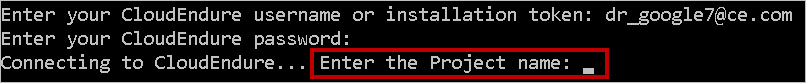 Enter your CloudEndure username or installation token: dr_google7@ce.com
Enter your CloudEndure password:
Connecting to CloudEndure... Enter the Project name: _